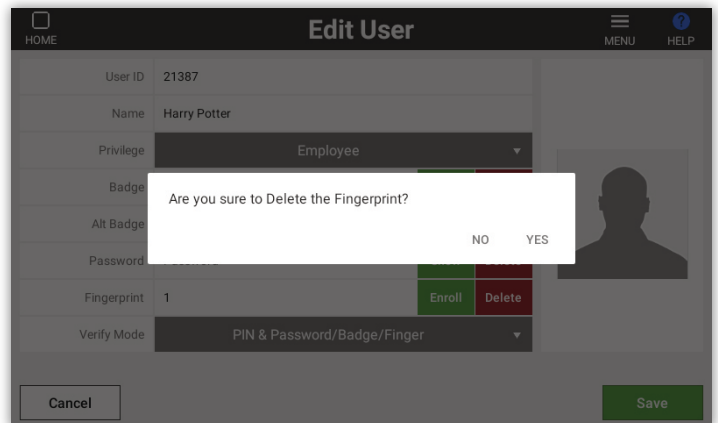 HOME
Edit User
MENU
HELP
User ID 21387
Name Harry Potter
Privilege Employee
Badge
Are you sure to Delete the Fingerprint?
Alt Badge
NO YES
Password
Fingerprint 1 Enroll Delete
Verify Mode PIN & Password/Badge/Finger
Cancel
Save